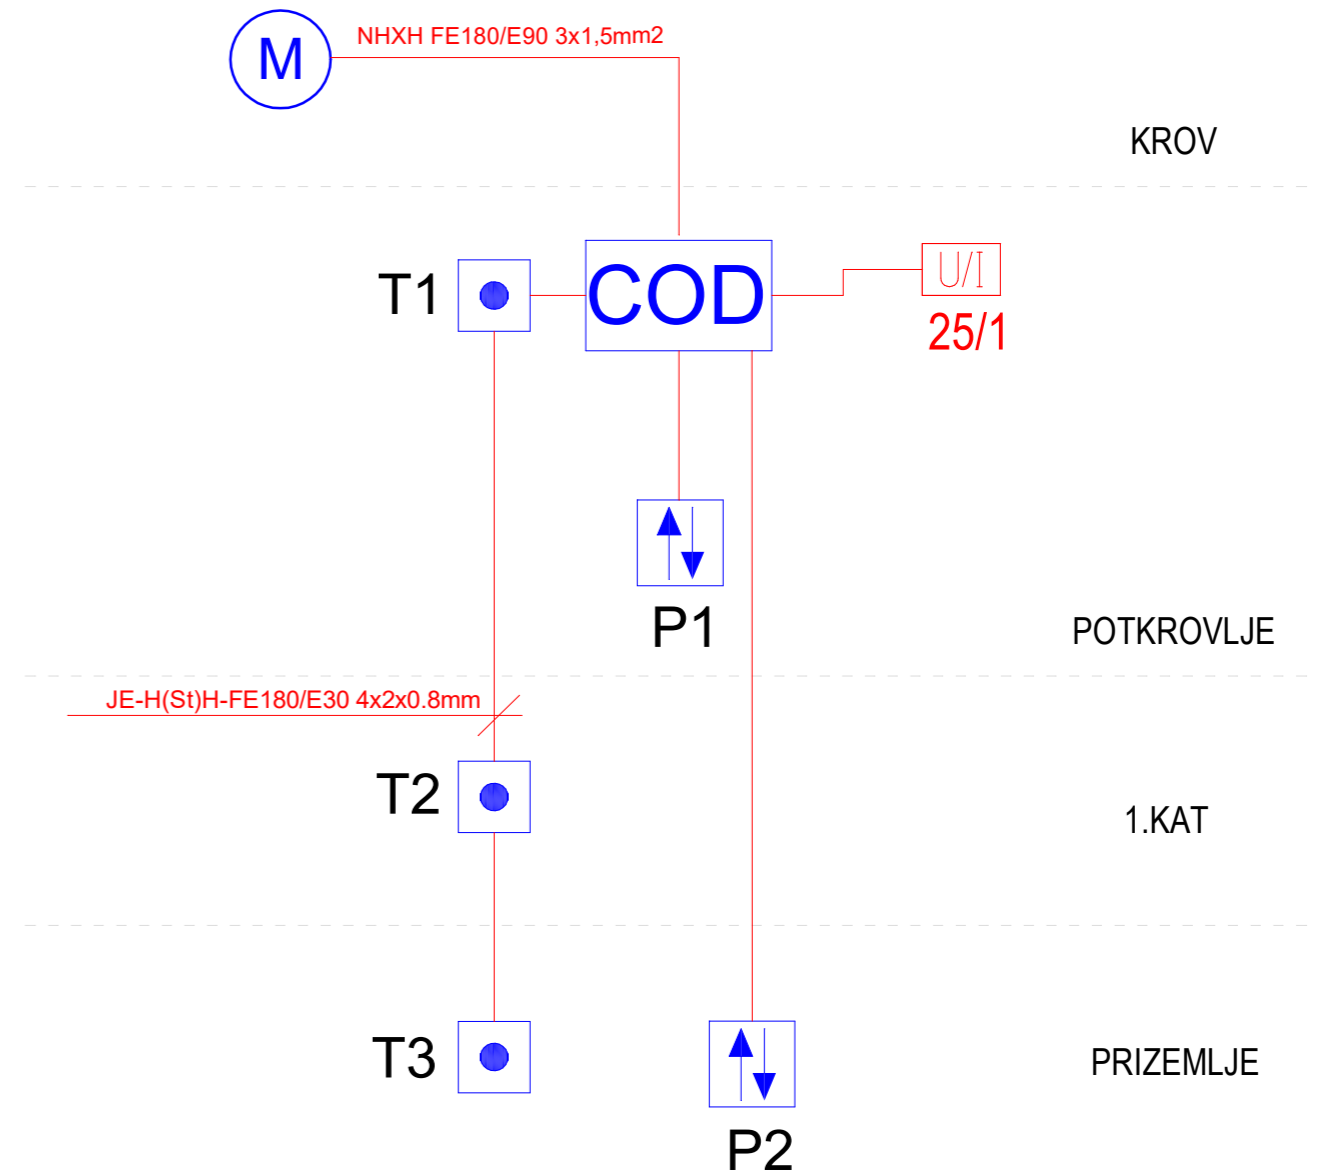 NHXH FE180/E90 3x1,5mm2
M
KROV
T1
COD
U/I
25/1
P1
POTKROVLJE
JE-H(St)H-FE180/E30 4x2x0.8mm
T2
1.KAT
T3
PRIZEMLJE
P2